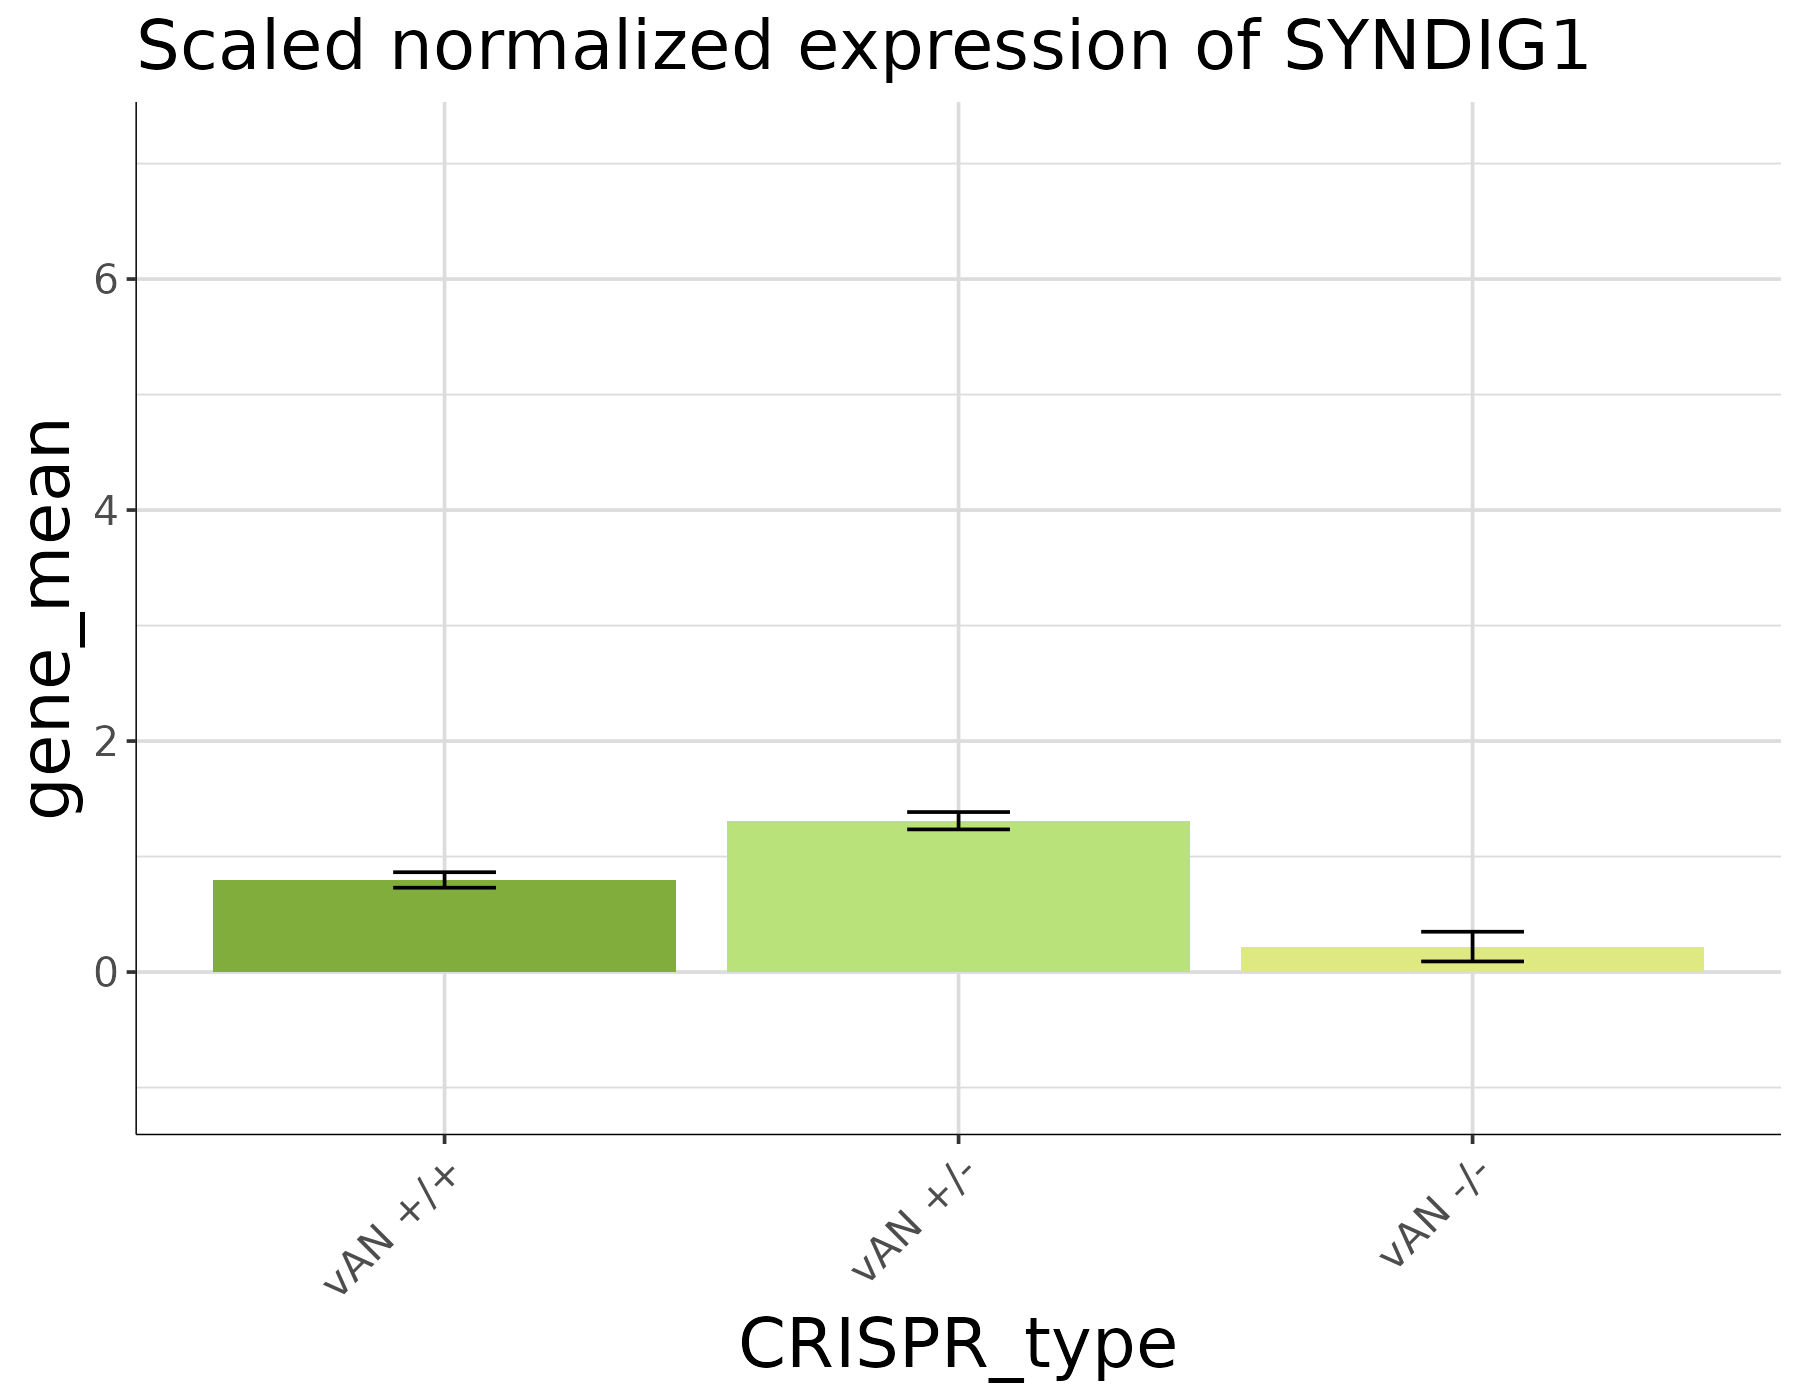 Scaled normalized expression of SYNDIG1
gene_mean
6
4
2
0
vAN +/+
vAN +/-
vAN -/-
CRISPR_type